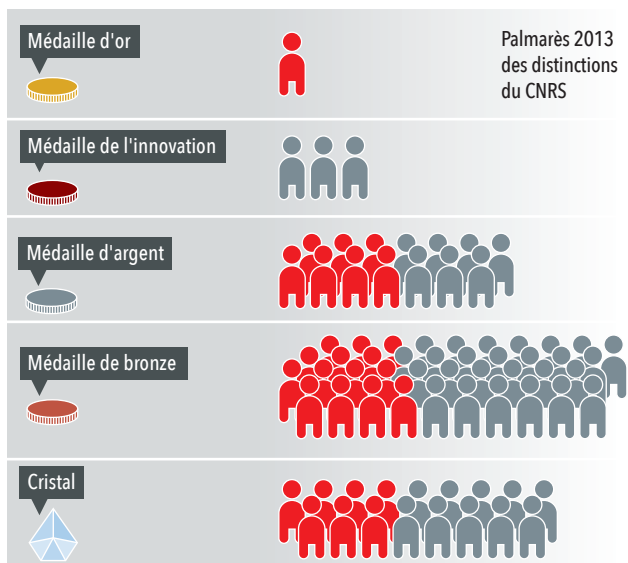 Médaille d'or
Palmarès 2013
des distinctions
du CNRS
Médaille de l'innovation
Médaille d'argent
Médaille de bronze
Cristal